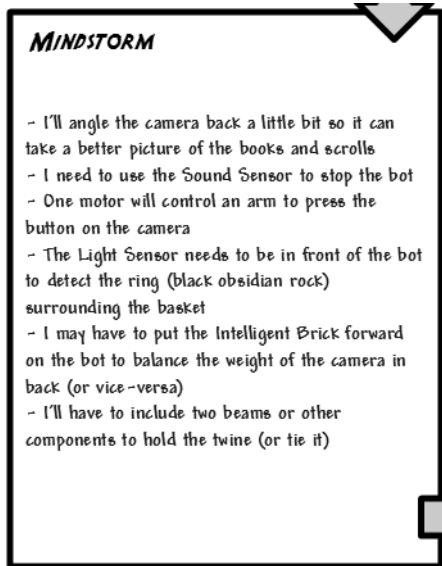 MINDSTORM
- I'll angle the camera back a little bit so it can
take a better picture of the books and scrolls
- I need to use the Sound Sensor to stop the bot
- One motor will control an arm to press the
button on the camera
- The Light Sensor needs to be in front of the bot
to detect the ring (black obsidian rock)
surrounding the basket
- I may have to put the Intelligent Brick forward
on the bot to balance the weight of the camera in
back (or vice-versa)
- I'll have to include two beams or other
components to hold the twine (or tie it)